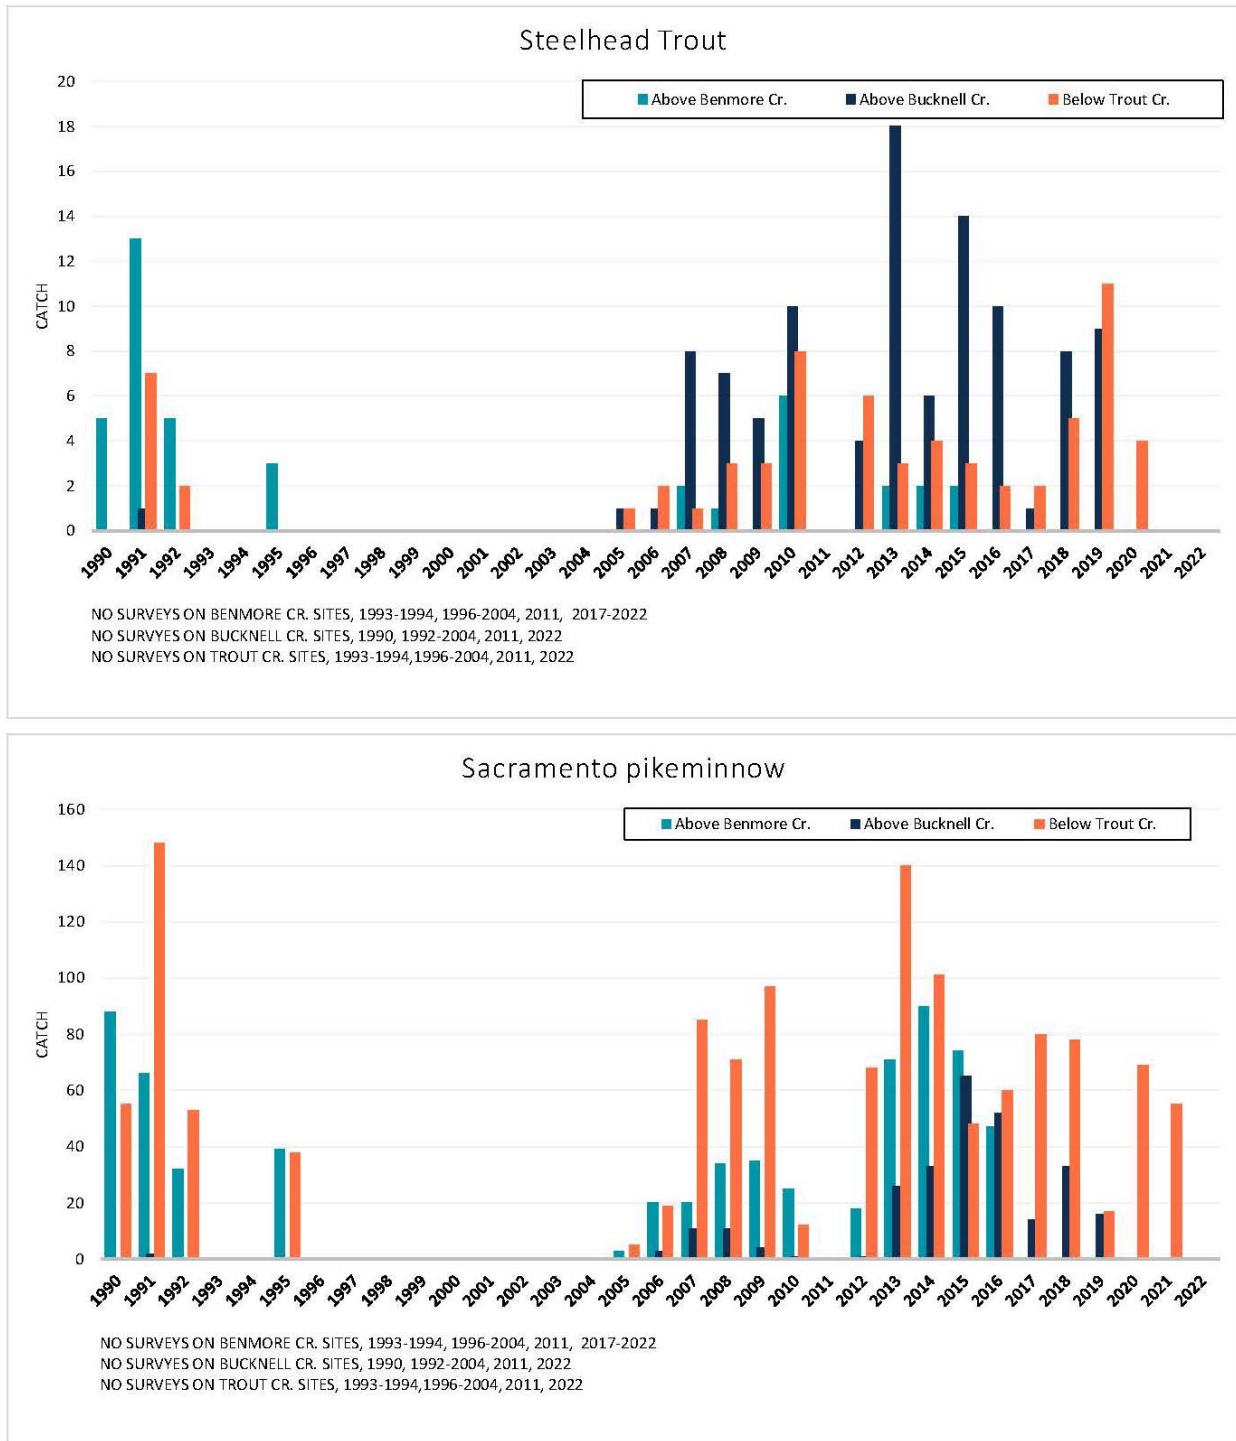 Steelhead Trout
20
18
16
14
12
10
8
6
4
2
0
CATCH
Above Benmore Cr. Above Bucknell Cr. Below Trout Cr.
1990 1991 1992 1993 1994 1995 1996 1997 1998 1999 2000 2001 2002 2003 2004 2005 2006 2007 2008 2009 2010 2011 2012 2013 2014 2015 2016 2017 2018 2019 2020 2021 2022
NO SURVEYS ON BENMORE CR. SITES, 1993-1994, 1996-2004, 2011, 2017-2022
NO SURVYES ON BUCKNELL CR. SITES, 1990, 1992-2004, 2011, 2022
NO SURVEYS ON TROUT CR. SITES, 1993-1994,1996-2004, 2011, 2022
Sacramento pikeminnow
160
140
120
100
80
60
40
20
0
CATCH
Above Benmore Cr. Above Bucknell Cr. Below Trout Cr.
1990 1991 1992 1993 1994 1995 1996 1997 1998 1999 2000 2001 2002 2003 2004 2005 2006 2007 2008 2009 2010 2011 2012 2013 2014 2015 2016 2017 2018 2019 2020 2021 2022
NO SURVEYS ON BENMORE CR. SITES, 1993-1994, 1996-2004, 2011, 2017-2022
NO SURVYES ON BUCKNELL CR. SITES, 1990, 1992-2004, 2011, 2022
NO SURVEYS ON TROUT CR. SITES, 1993-1994,1996-2004, 2011, 2022